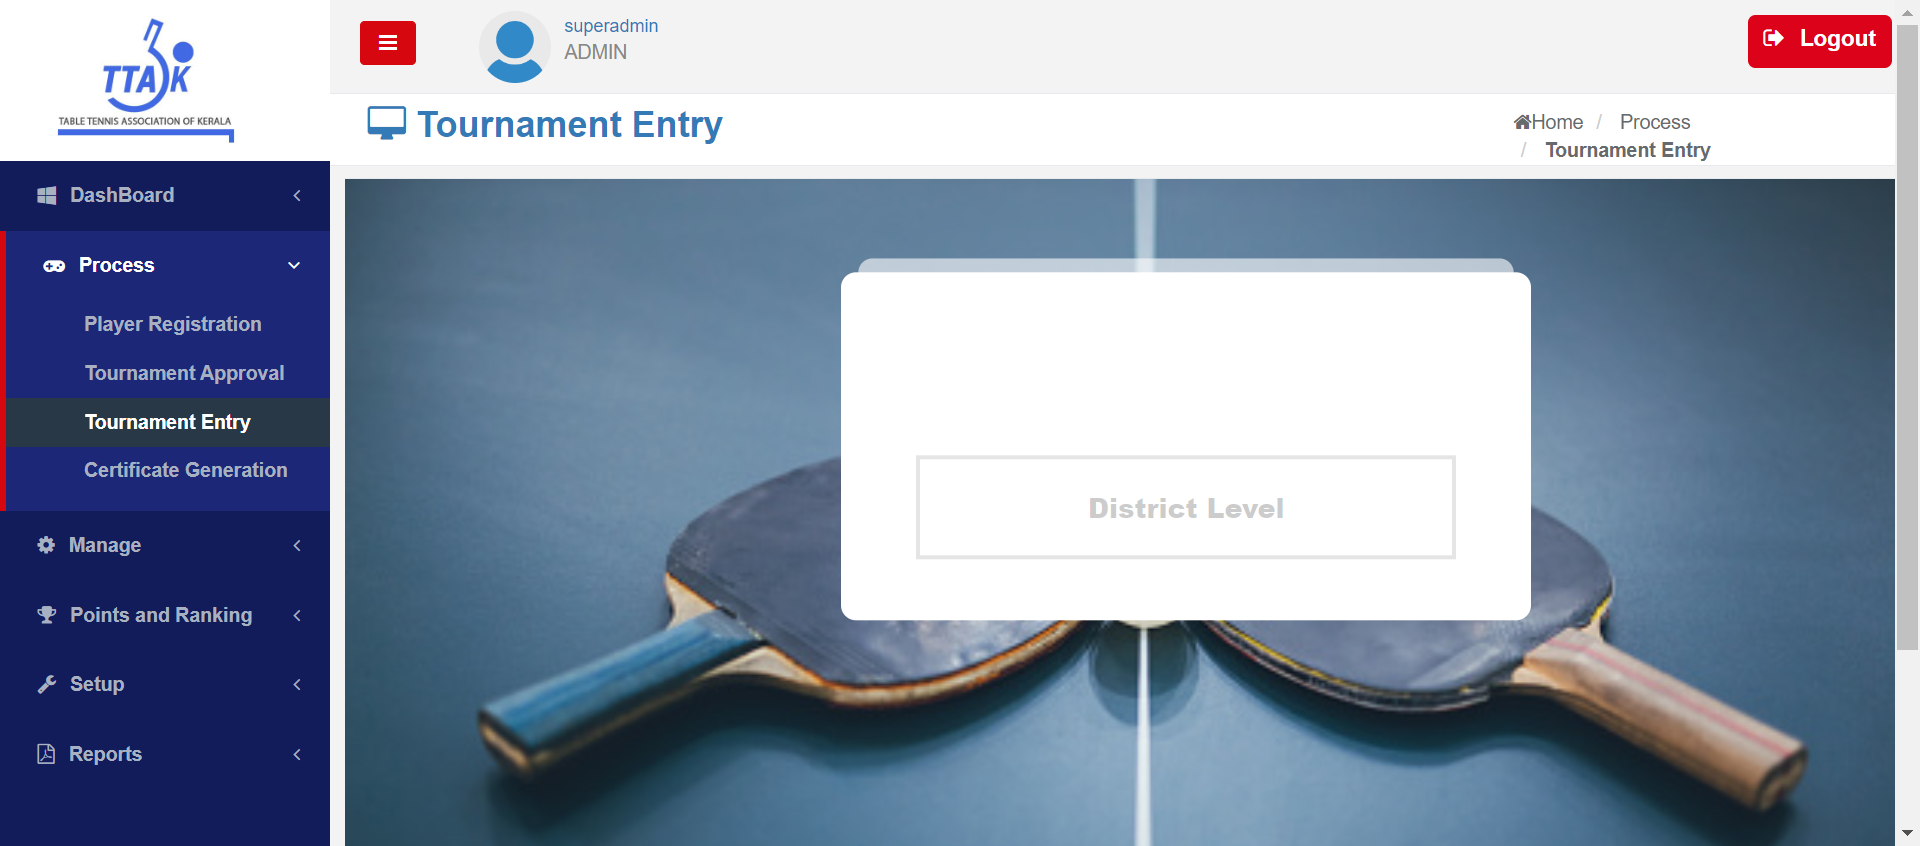 TTAK
TABLE TENNIS ASSOCIATION OF KERALA
superadmin
ADMIN
Logout
Tournament Entry
Home / Process
/ Tournament Entry
DashBoard
Process
Player Registration
Tournament Approval
Tournament Entry
Certificate Generation
Manage
Points and Ranking
Setup
Reports
District Level